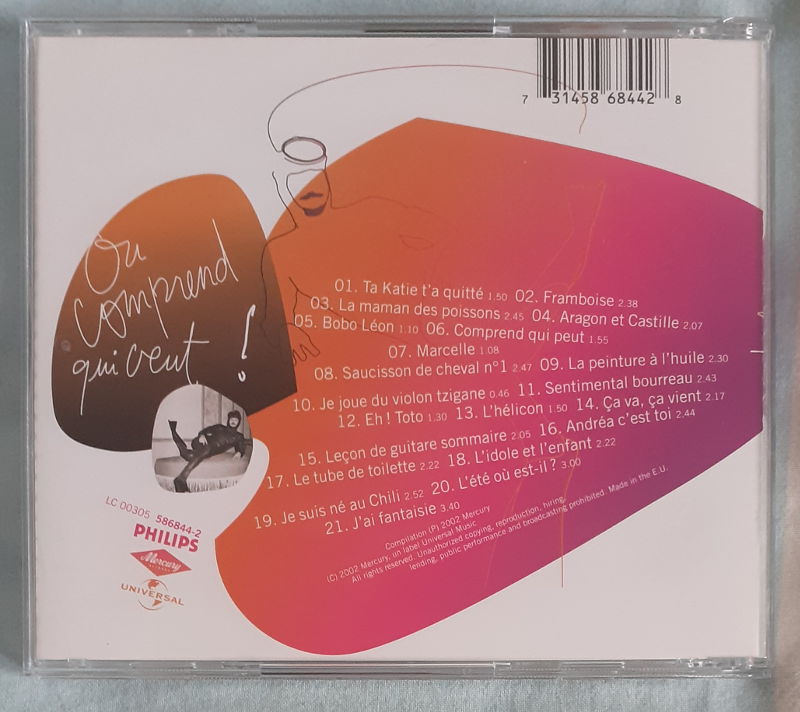 7 31458 68442 8
Ou
comprend
qui veut !
01. Ta Katie t'a quitté 1.50 02. Framboise 2.38
03. La maman des poissons 2.45 04. Aragon et Castille 2.07
05. Bobo Léon 1.10 06. Comprend qui peut 1.55
07. Marcelle 1.08
08. Saucisson de cheval n°1 2.47 09. La peinture à l'huile 2.30
10. Je joue du violon tzigane 0.46 11. Sentimental bourreau 2.43
12. Eh ! Toto 1.30 13. L'hélicon 1.50 14. Ça va, ça vient 2.17
15. Leçon de guitare sommaire 2.05 16. Andréa c'est toi 2.44
17. Le tube de toilette 2.22 18. L'idole et l'enfant 2.22
19. Je suis né au Chili 2.52 20. L'été où est-il ? 3.00
21. J'ai fantaisie 3.40
Compilation (P) 2002 Mercury
(C) 2002 Mercury, un label Universal Music
All rights reserved. Unauthorized copying, reproduction, hiring,
lending, public performance and broadcasting prohibited. Made in the E.U.
LC 00305 586844-2
PHILIPS
Mercury
RECORDS
UNIVERSAL